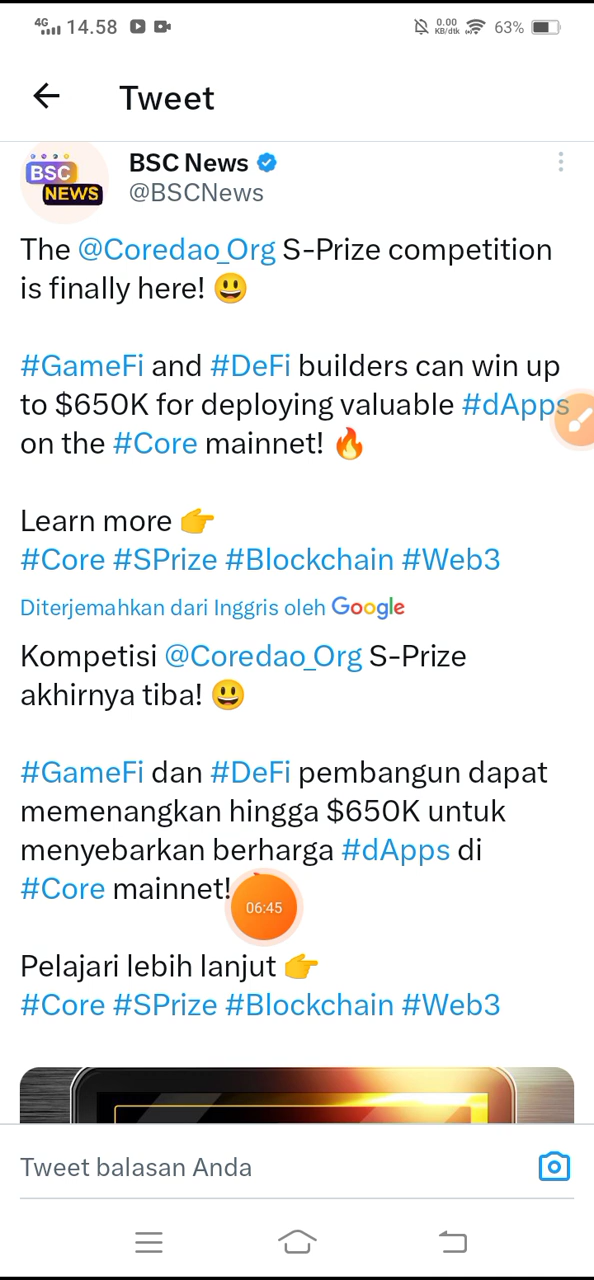 4G 14.58 0.00 KB/dtk 63%
Tweet
BSC NEWS
BSC News
@BSCNews
The @Coredao_Org S-Prize competition
is finally here! 😃
#GameFi and #DeFi builders can win up
to $650K for deploying valuable #dApps
on the #Core mainnet! 🔥
Learn more 👉
#Core #SPrize #Blockchain #Web3
Diterjemahkan dari Inggris oleh Google
Kompetisi @Coredao_Org S-Prize
akhirnya tiba! 😃
#GameFi dan #DeFi pembangun dapat
memenangkan hingga $650K untuk
menyebarkan berharga #dApps di
#Core mainnet!
06:45
Pelajari lebih lanjut 👉
#Core #SPrize #Blockchain #Web3
Tweet balasan Anda